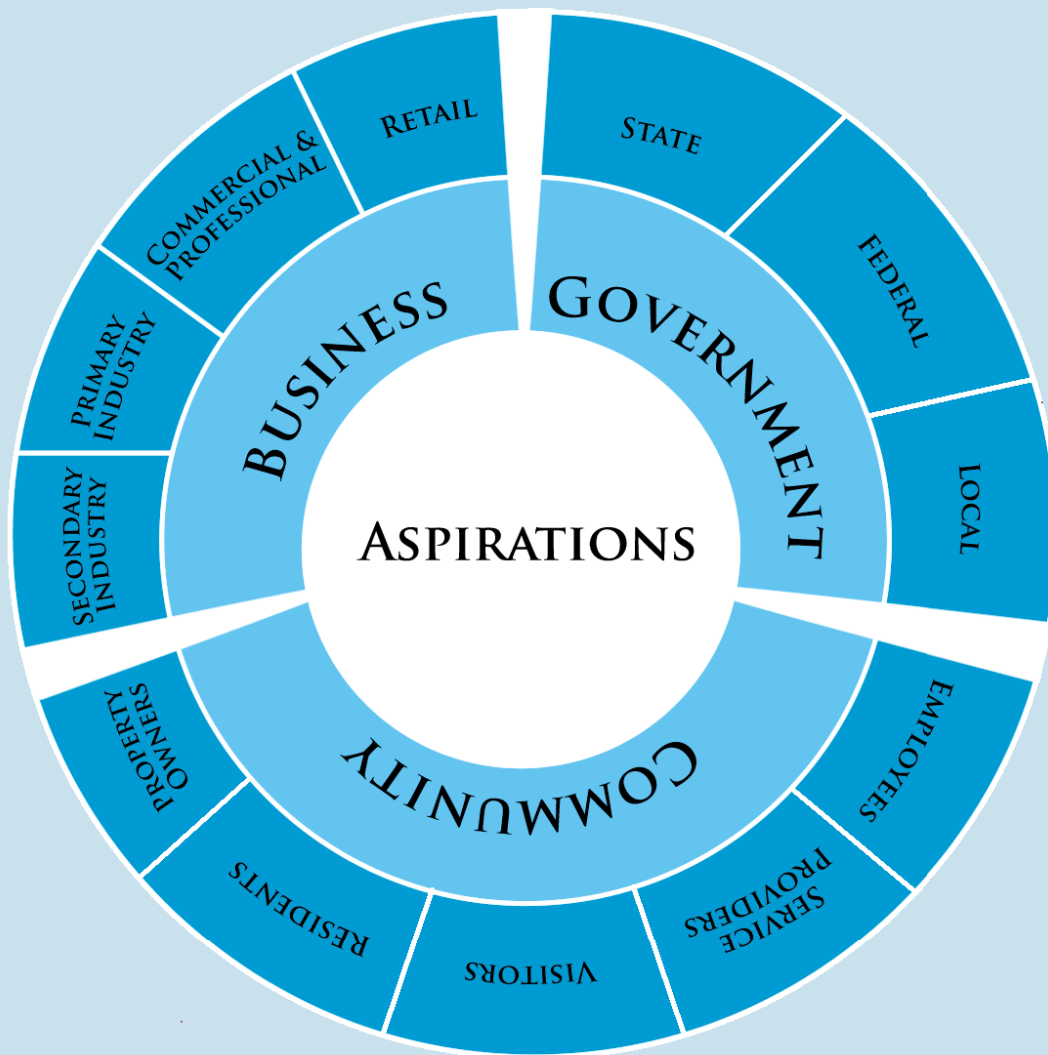 Aspirations
Government
State
Federal
Local
Community
Employees
Service
Providers
Visitors
Residents
Property
Owners
Business
Secondary
Industry
Primary
Industry
Commercial &
Professional
Retail